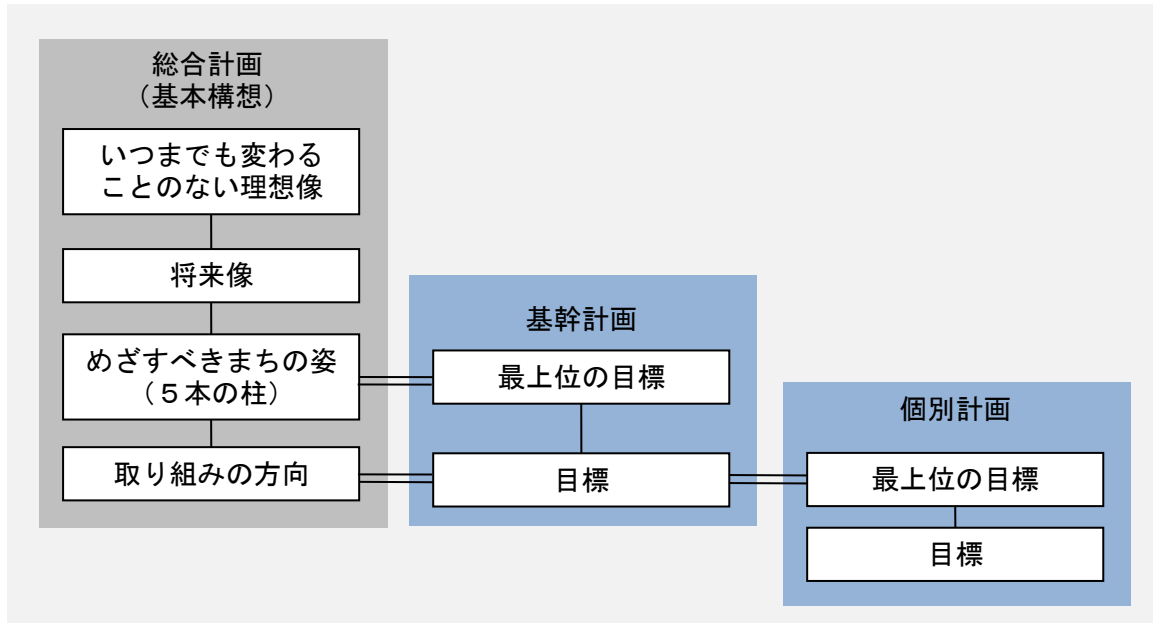 総合計画
（基本構想）
いつまでも変わる
ことのない理想像
将来像
めざすべきまちの姿
（５本の柱）
取り組みの方向
基幹計画
最上位の目標
目標
個別計画
最上位の目標
目標